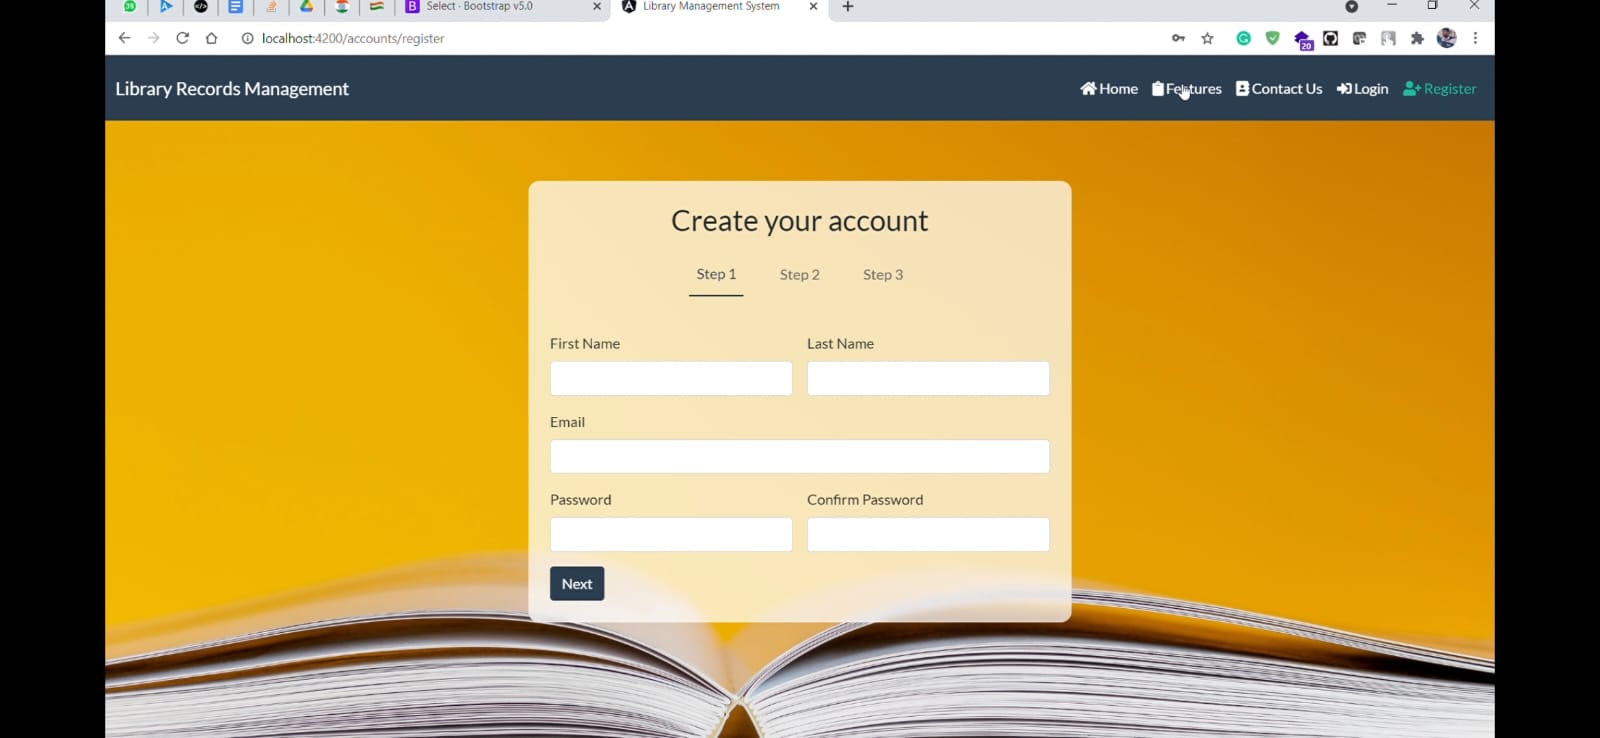 Select · Bootstrap v5.0
Library Management System
localhost:4200/accounts/register
20
Library Records Management
Home Features Contact Us Login Register
Create your account
Step 1 Step 2 Step 3
First Name Last Name
Email
Password Confirm Password
Next